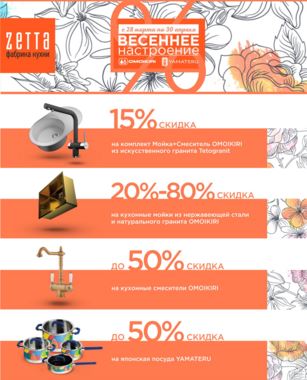 ZETTA
фабрика кухни
%
с 28 марта по 30 апреля
ВЕСЕННЕЕ
настроение
OMOIKIRI YAMATERU
15% СКИДКА
на комплект Мойка+Смеситель OMOIKIRI
из искусственного гранита Tetogranit
20%-80% СКИДКА
на кухонные мойки из нержавеющей стали
и натурального гранита OMOIKIRI
ДО 50% СКИДКА
на кухонные смесители OMOIKIRI
ДО 50% СКИДКА
на японская посуда YAMATERU